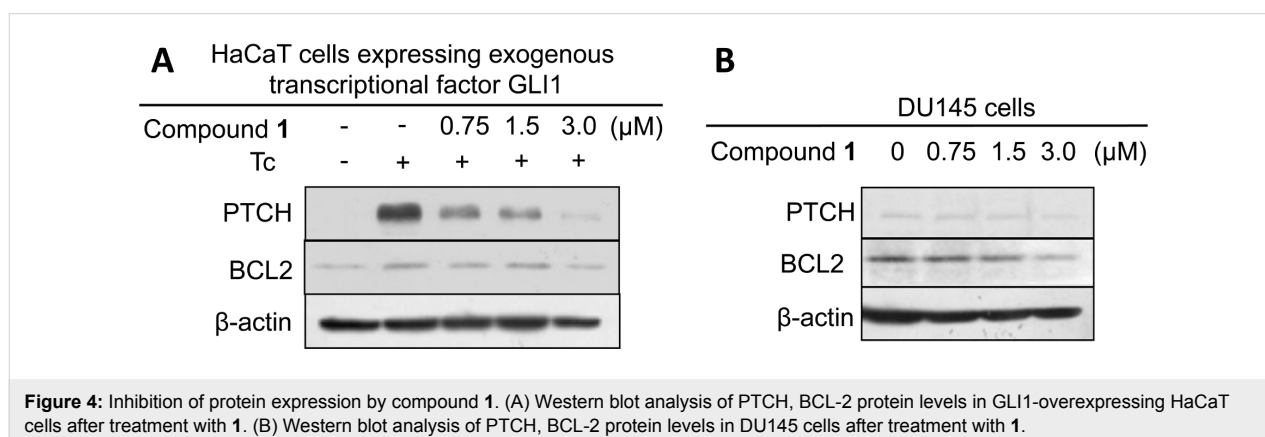 A HaCaT cells expressing exogenous
transcriptional factor GLI1
Compound 1 - - 0.75 1.5 3.0 (μM)
Tc - + + + +
PTCH
BCL2
β-actin
B
DU145 cells
Compound 1 0 0.75 1.5 3.0 (μM)
PTCH
BCL2
β-actin
Figure 4: Inhibition of protein expression by compound 1. (A) Western blot analysis of PTCH, BCL-2 protein levels in GLI1-overexpressing HaCaT
cells after treatment with 1. (B) Western blot analysis of PTCH, BCL-2 protein levels in DU145 cells after treatment with 1.